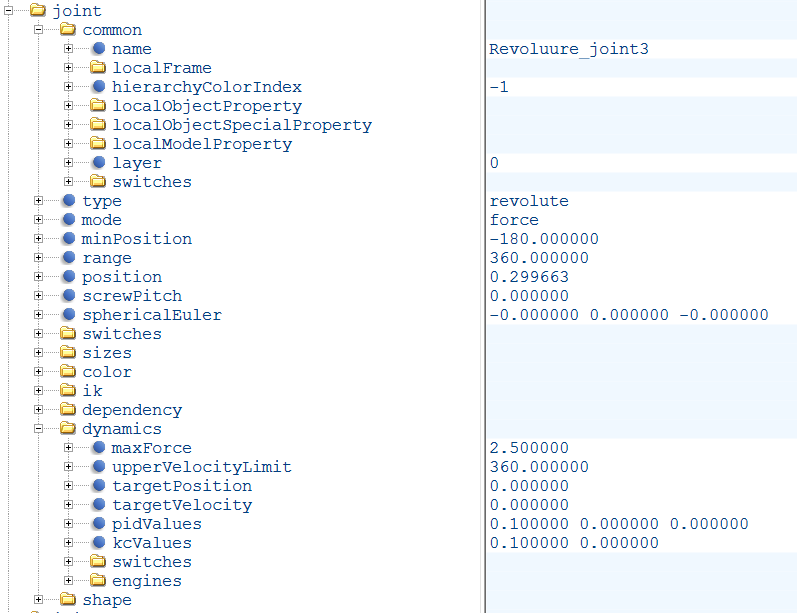 joint
common
name Revoluure_joint3
localFrame
hierarchyColorIndex -1
localObjectProperty
localObjectSpecialProperty
localModelProperty
layer 0
switches
type revolute
mode force
minPosition -180.000000
range 360.000000
position 0.299663
screwPitch 0.000000
sphericalEuler -0.000000 0.000000 -0.000000
switches
sizes
color
ik
dependency
dynamics
maxForce 2.500000
upperVelocityLimit 360.000000
targetPosition 0.000000
targetVelocity 0.000000
pidValues 0.100000 0.000000 0.000000
kcValues 0.100000 0.000000
switches
engines
shape